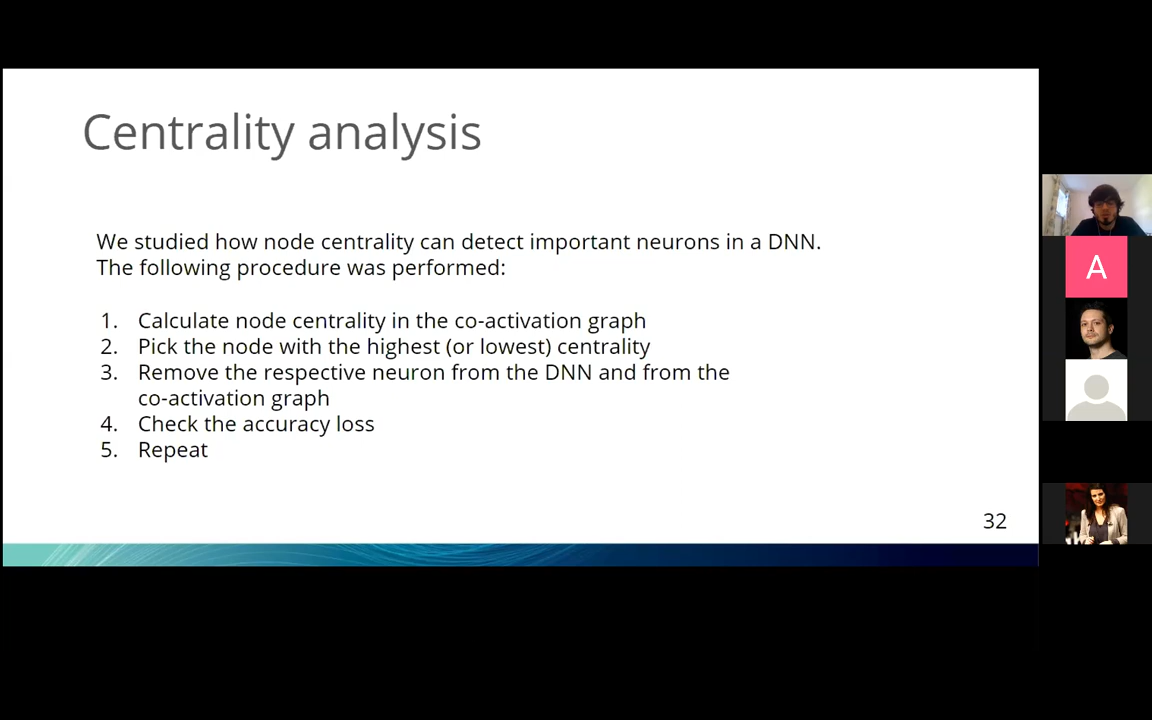 Centrality analysis
We studied how node centrality can detect important neurons in a DNN.
The following procedure was performed:
1. Calculate node centrality in the co-activation graph
2. Pick the node with the highest (or lowest) centrality
3. Remove the respective neuron from the DNN and from the
co-activation graph
4. Check the accuracy loss
5. Repeat
32
A